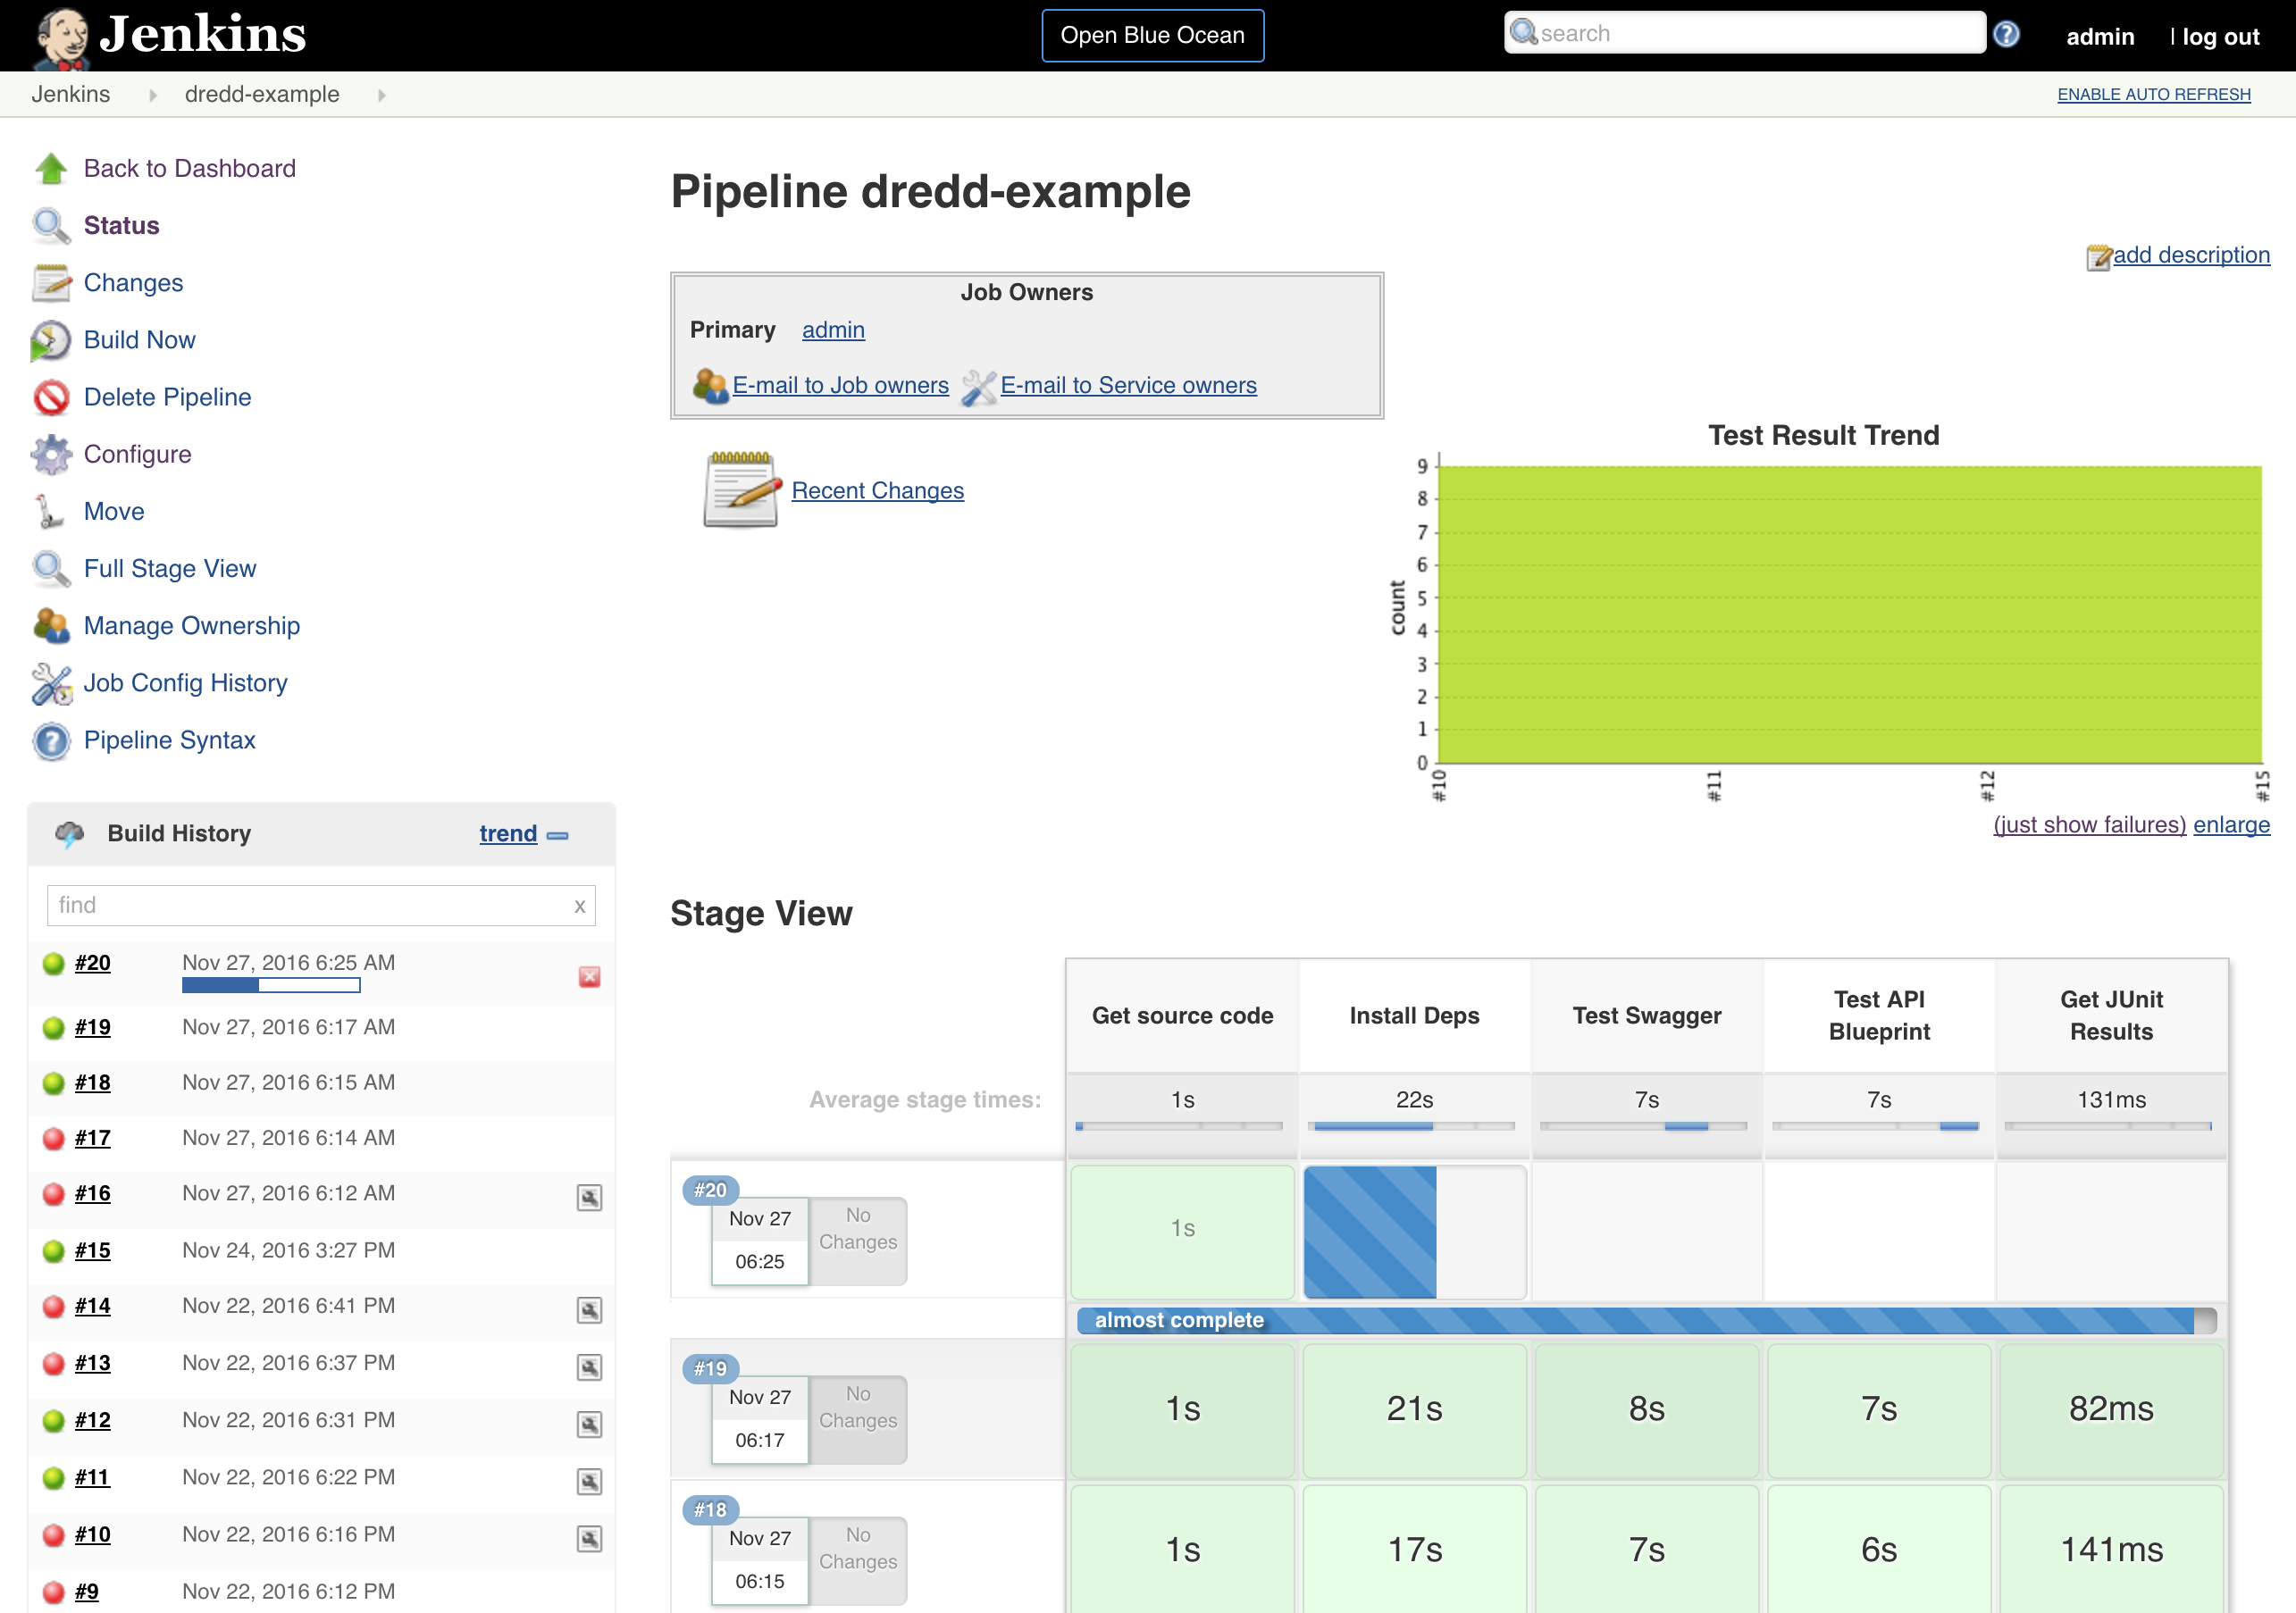 Jenkins
Open Blue Ocean
search
admin
| log out
Jenkins
dredd-example
ENABLE AUTO REFRESH
Back to Dashboard
Status
Changes
Build Now
Delete Pipeline
Configure
Move
Full Stage View
Manage Ownership
Job Config History
Pipeline Syntax
Build History
trend
find
x
#20 Nov 27, 2016 6:25 AM
#19 Nov 27, 2016 6:17 AM
#18 Nov 27, 2016 6:15 AM
#17 Nov 27, 2016 6:14 AM
#16 Nov 27, 2016 6:12 AM
#15 Nov 24, 2016 3:27 PM
#14 Nov 22, 2016 6:41 PM
#13 Nov 22, 2016 6:37 PM
#12 Nov 22, 2016 6:31 PM
#11 Nov 22, 2016 6:22 PM
#10 Nov 22, 2016 6:16 PM
#9 Nov 22, 2016 6:12 PM
Pipeline dredd-example
add description
Job Owners
Primary admin
E-mail to Job owners E-mail to Service owners
Recent Changes
Test Result Trend
9
8
7
6
5
4
3
2
1
0
count
#10 #11 #12 #15
(just show failures) enlarge
Stage View
Get source code
Install Deps
Test Swagger
Test API
Blueprint
Get JUnit
Results
Average stage times: 1s 22s 7s 7s 131ms
#20
Nov 27
06:25
No
Changes
1s
almost complete
#19
Nov 27
06:17
No
Changes
1s 21s 8s 7s 82ms
#18
Nov 27
06:15
No
Changes
1s 17s 7s 6s 141ms